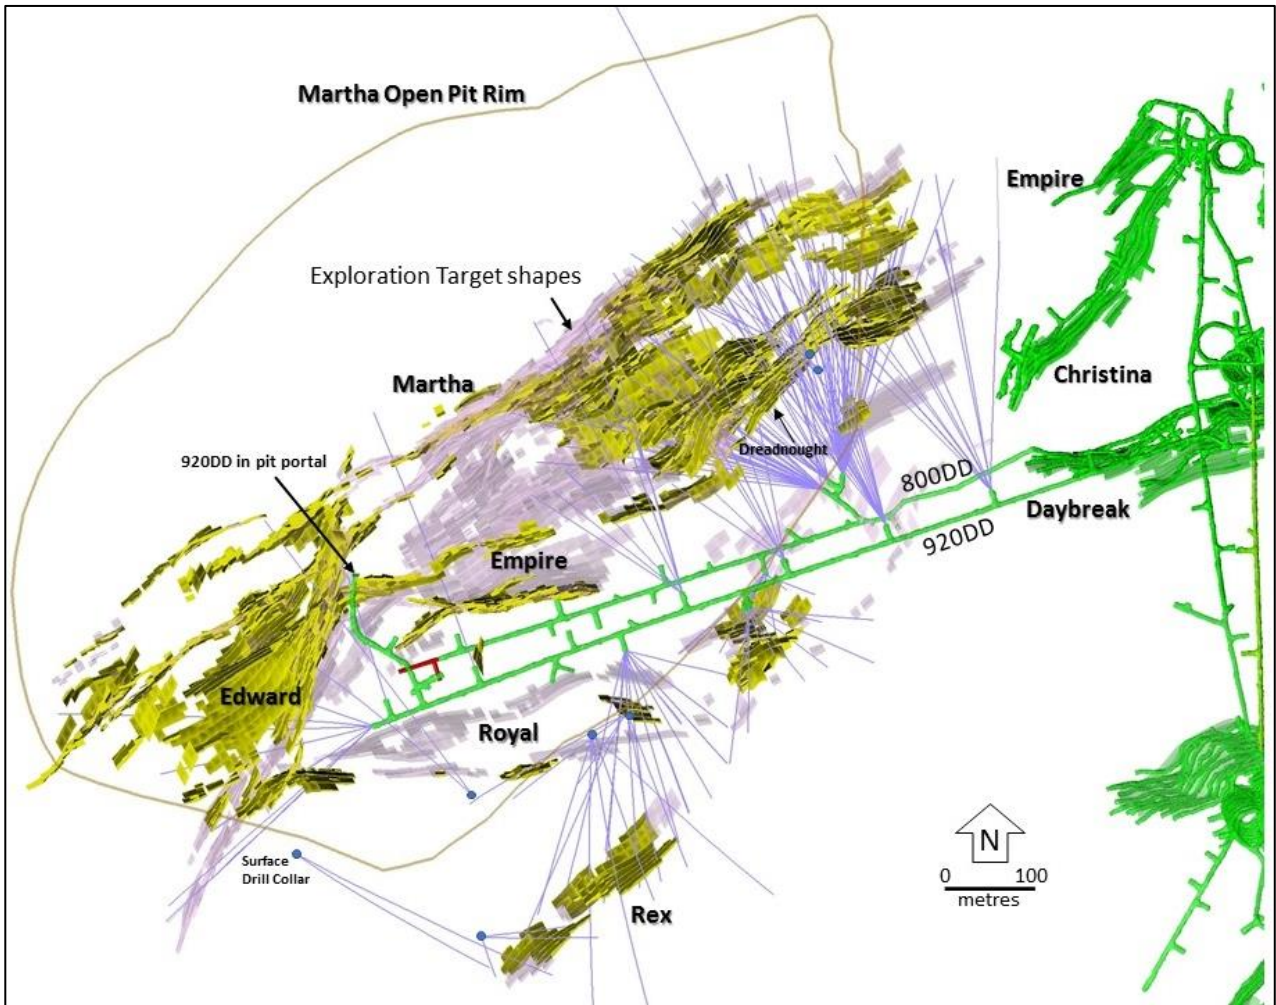 Martha Open Pit Rim
Empire
Exploration Target shapes
Christina
Martha
Dreadnought
920DD in pit portal
800DD
Daybreak
920DD
Empire
Edward
Royal
N
Surface
Drill Collar
0 100
metres
Rex